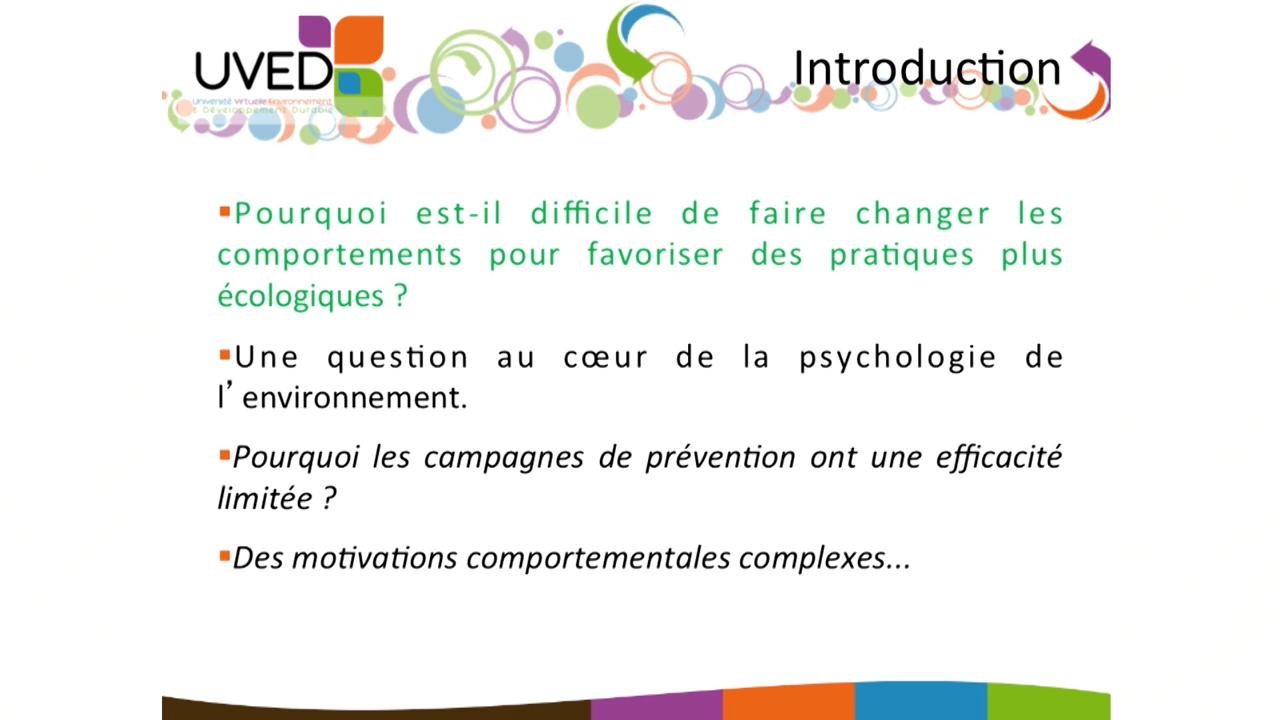 UVED
Université Virtuelle Environnement
et Développement Durable
Introduction
▪Pourquoi est-il difficile de faire changer les
comportements pour favoriser des pratiques plus
écologiques ?
▪Une question au cœur de la psychologie de
l’environnement.
▪Pourquoi les campagnes de prévention ont une efficacité
limitée ?
▪Des motivations comportementales complexes...